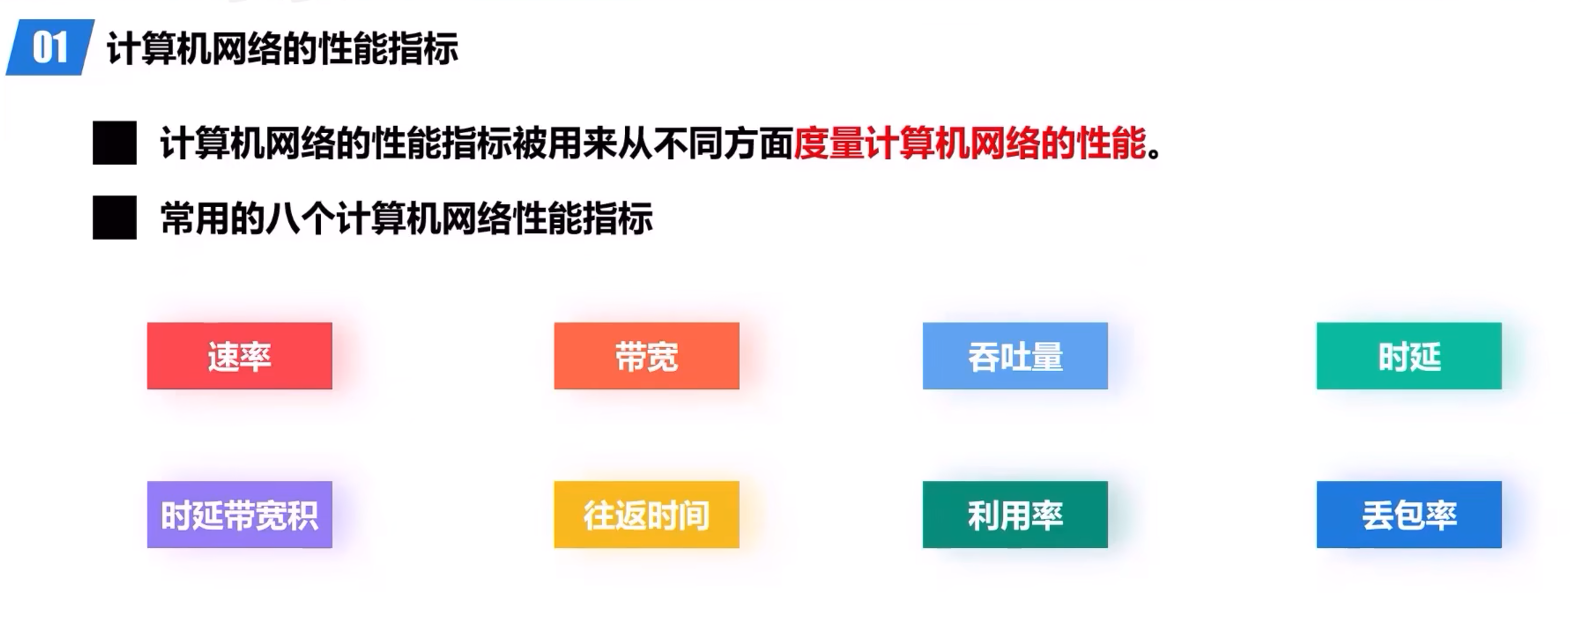 01 计算机网络的性能指标
计算机网络的性能指标被用来从不同方面度量计算机网络的性能。
常用的八个计算机网络性能指标
速率 带宽 吞吐量 时延
时延带宽积 往返时间 利用率 丢包率